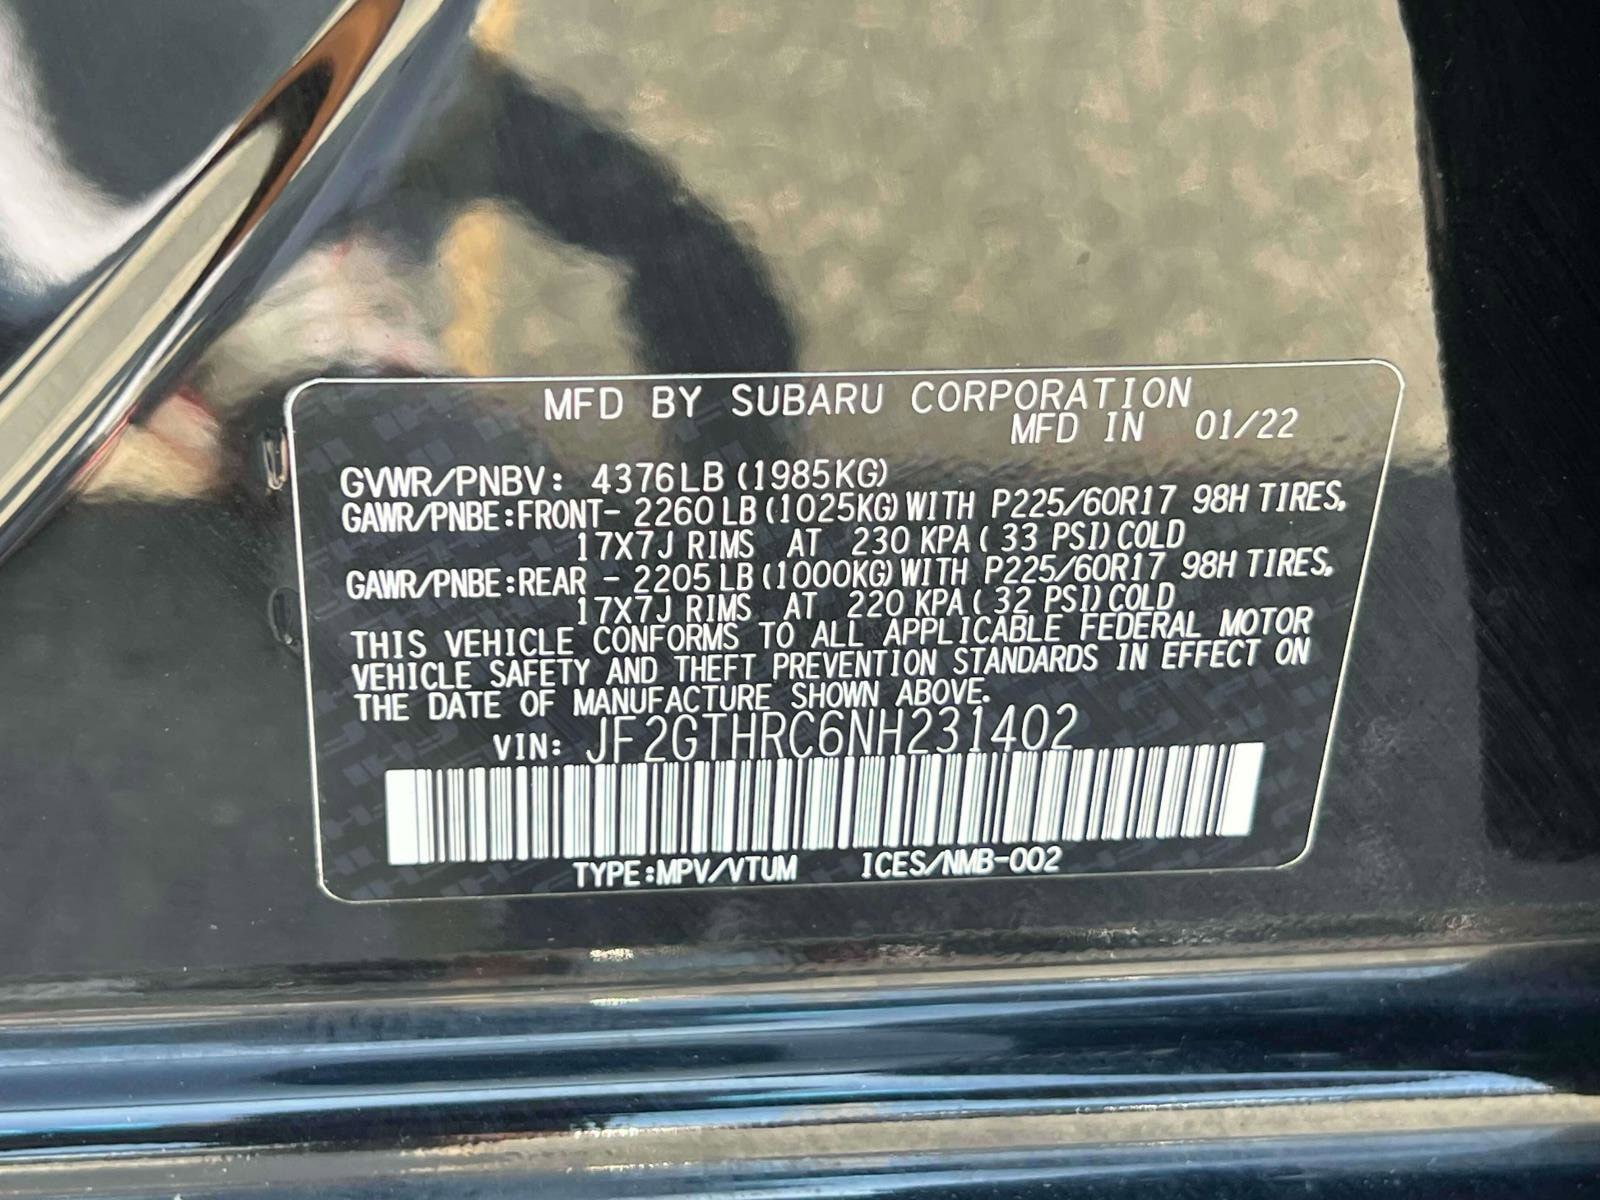 MFD BY SUBARU CORPORATION
MFD IN 01/22
GVWR/PNBV: 4376LB (1985KG)
GAWR/PNBE:FRONT- 2260LB (1025KG) WITH P225/60R17 98H TIRES,
17X7J RIMS AT 230 KPA ( 33 PSI) COLD
GAWR/PNBE:REAR - 2205LB (1000KG) WITH P225/60R17 98H TIRES,
17X7J RIMS AT 220 KPA ( 32 PSI) COLD
THIS VEHICLE CONFORMS TO ALL APPLICABLE FEDERAL MOTOR
VEHICLE SAFETY AND THEFT PREVENTION STANDARDS IN EFFECT ON
THE DATE OF MANUFACTURE SHOWN ABOVE.
VIN: JF2GTHRC6NH231402
TYPE:MPV/VTUM ICES/NMB-002